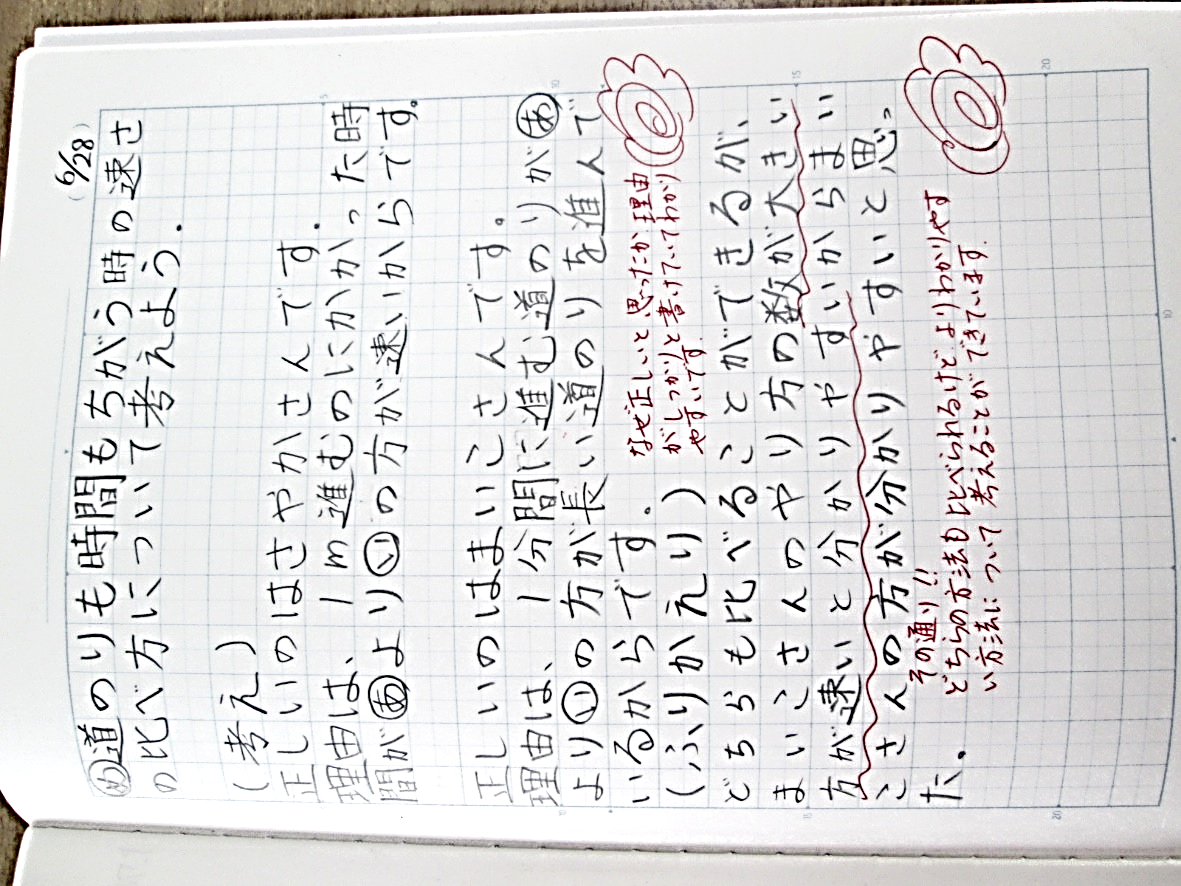 6/28
㋱道のりも時間もちがう時の速さ
の比べ方について考えよう。
(考え)
正しいのはさやかさんです。
理由は、1m進むのにかかった時
間があよりいの方が速いからです。
正しいのはまいこさんです。
理由は、1分間に進む道のりがあ
よりいの方が長い道のりを進んで
いるからです。
なぜ正しいと思ったか理由
がしっかりと書けていてわかり
やすいです。
(ふりかえり)
どちらも比べることができるが、
まいこさんのやり方の数が大きい
方が速いと分かりやすいからまい
こさんの方が分かりやすいと思っ
た。
その通り!!
どちらの方法も比べられるけどよりわかりやす
い方法について考えることができています。